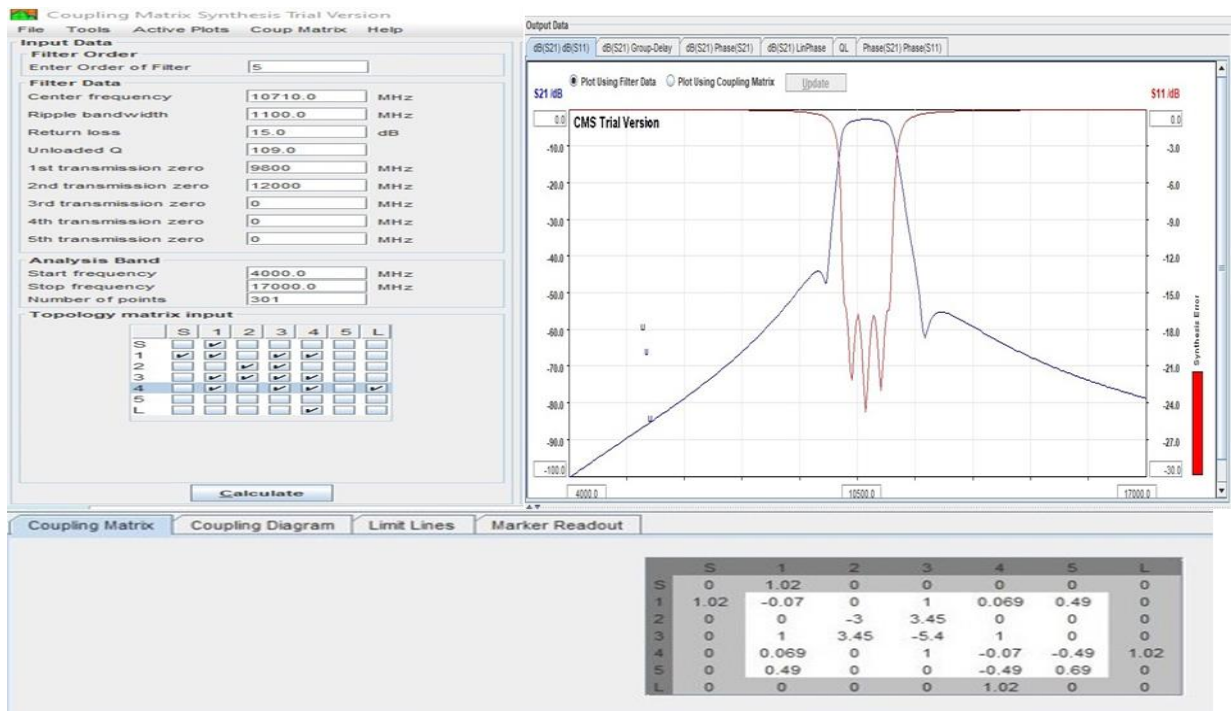 Coupling Matrix Synthesis Trial Version
File Tools Active Plots Coup Matrix Help
Input Data
Filter Order
Enter Order of Filter 5
Filter Data
Center frequency 10710.0 MHz
Ripple bandwidth 1100.0 MHz
Return loss 15.0 dB
Unloaded Q 109.0
1st transmission zero 9800 MHz
2nd transmission zero 12000 MHz
3rd transmission zero 0 MHz
4th transmission zero 0 MHz
5th transmission zero 0 MHz
Analysis Band
Start frequency 4000.0 MHz
Stop frequency 17000.0 MHz
Number of points 301
Topology matrix input
S 1 2 3 4 5 L
S
1
2
3
4
5
L
Calculate
Output Data
dB(S21) dB(S11) dB(S21) Group-Delay dB(S21) Phase(S21) dB(S21) LinPhase QL Phase(S21) Phase(S11)
Plot Using Filter Data Plot Using Coupling Matrix Update
S21 /dB S11 /dB
CMS Trial Version
0.0 0.0
-10.0 -3.0
-20.0 -6.0
-30.0 -9.0
-40.0 -12.0
-50.0 -15.0
-60.0 -18.0
-70.0 -21.0
-80.0 -24.0
-90.0 -27.0
-100.0 -30.0
4000.0 10500.0 17000.0
U
U
U
Synthesis Error
Coupling Matrix Coupling Diagram Limit Lines Marker Readout
S 1 2 3 4 5 L
S 0 1.02 0 0 0 0 0
1 1.02 -0.07 0 1 0.069 0.49 0
2 0 0 -3 3.45 0 0 0
3 0 1 3.45 -5.4 1 0 0
4 0 0.069 0 1 -0.07 -0.49 1.02
5 0 0.49 0 0 -0.49 0.69 0
L 0 0 0 0 1.02 0 0